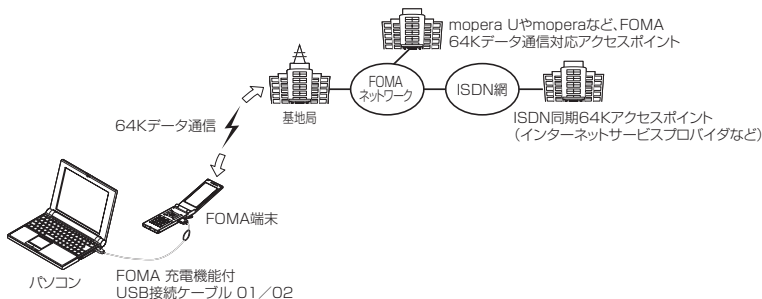 mopera Uやmoperaなど、FOMA
64Kデータ通信対応アクセスポイント
FOMA
ネットワーク
ISDN網
基地局
ISDN同期64Kアクセスポイント
（インターネットサービスプロバイダなど）
64Kデータ通信
FOMA端末
パソコン
FOMA 充電機能付
USB接続ケーブル 01／02